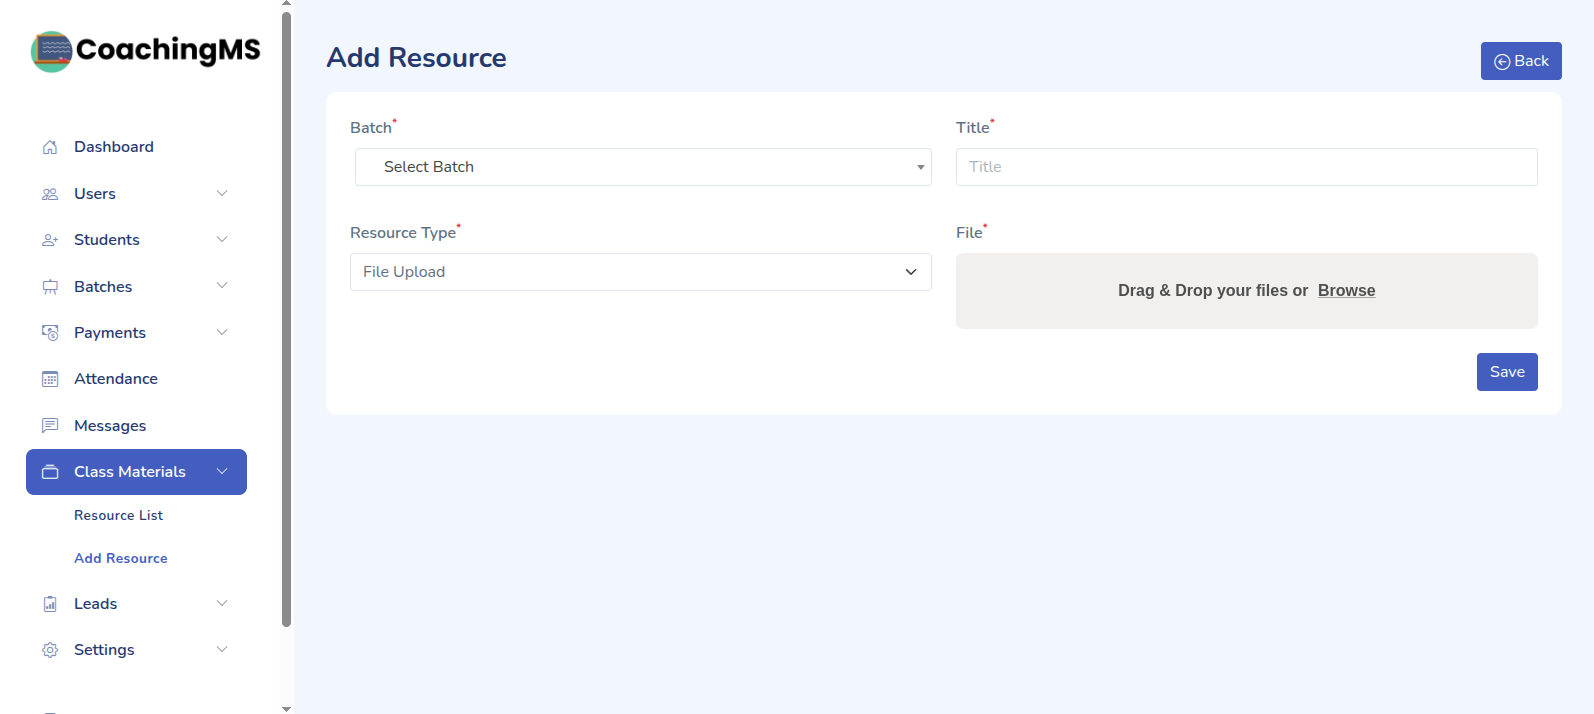 CoachingMS
Dashboard
Users
Students
Batches
Payments
Attendance
Messages
Class Materials
Resource List
Add Resource
Leads
Settings
Add Resource
Back
Batch*
Select Batch
Title*
Title
Resource Type*
File Upload
File*
Drag & Drop your files or Browse
Save